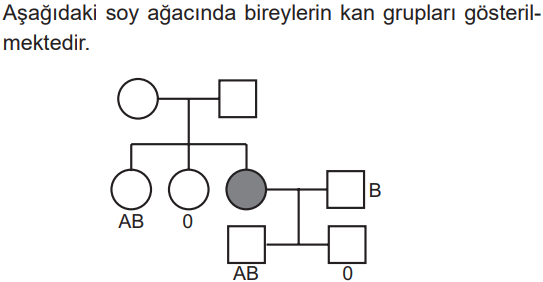 Aşağıdaki soy ağacında bireylerin kan grupları gösteril-
mektedir.
B
AB 0
AB 0